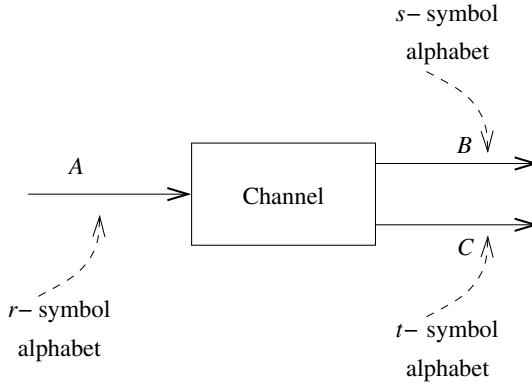 s− symbol
alphabet
A
B
Channel
C
r− symbol
alphabet
t− symbol
alphabet